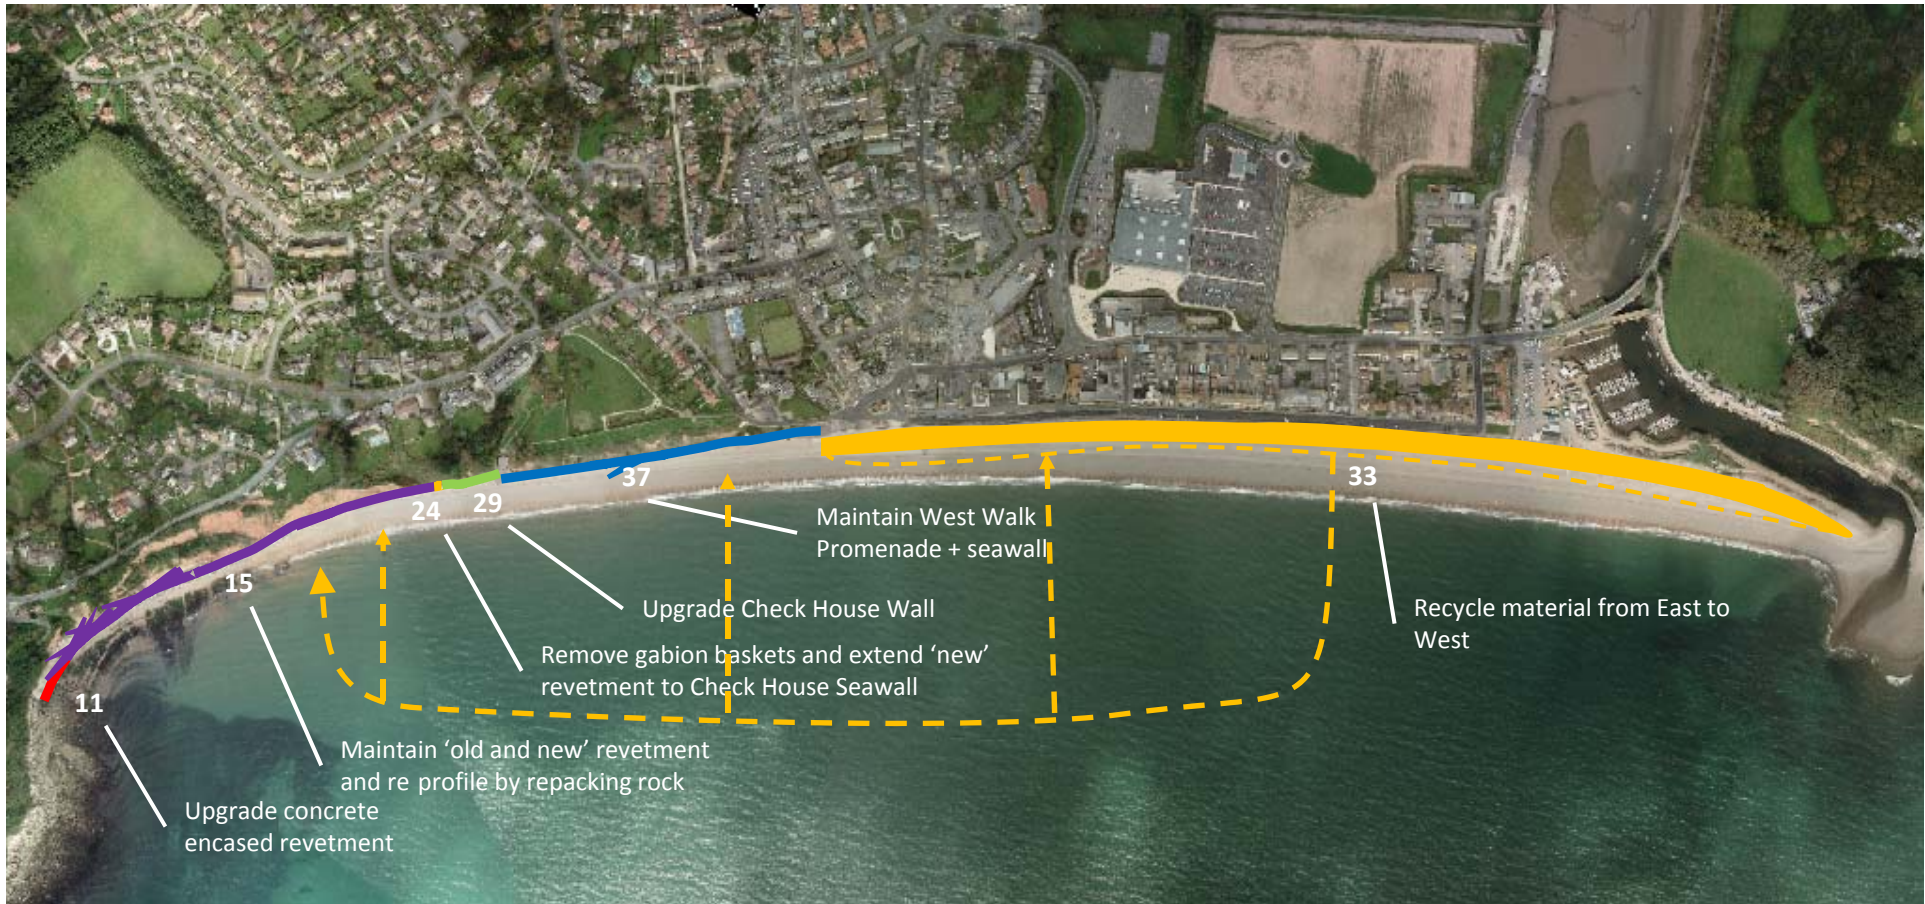 37
33
24
29
Maintain West Walk
Promenade + seawall
15
Upgrade Check House Wall
Recycle material from East to
West
Remove gabion baskets and extend ‘new’
revetment to Check House Seawall
11
Maintain ‘old and new’ revetment
and re profile by repacking rock
Upgrade concrete
encased revetment